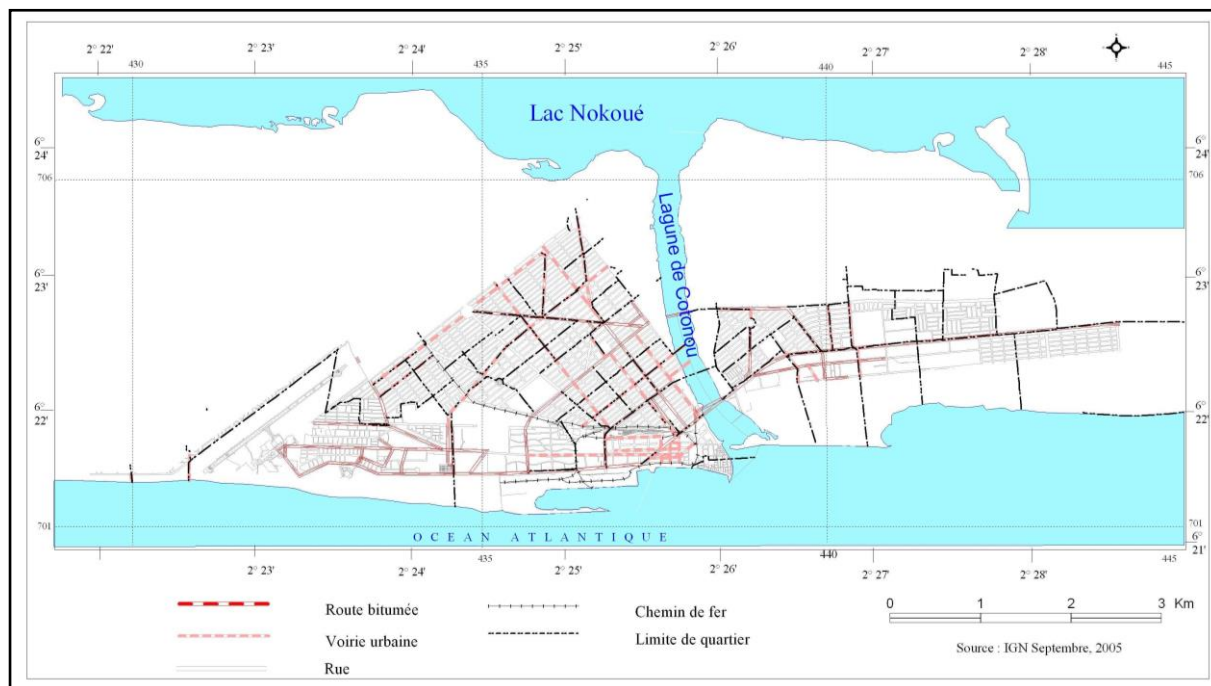 2° 22' 2° 23' 2° 24' 2° 25' 2° 26' 2° 27' 2° 28'
430 435 440 445
Lac Nokoué
6° 24' 6° 24'
706 706
Lagune de Cotonou
6° 23' 6° 23'
6° 22' 6° 22'
701 701
OCEAN ATLANTIQUE
6° 21'
435 440 445
2° 23' 2° 24' 2° 25' 2° 26' 2° 27' 2° 28'
Route bitumée
Chemin de fer
0 1 2 3 Km
Voirie urbaine
Limite de quartier
Source : IGN Septembre, 2005
Rue